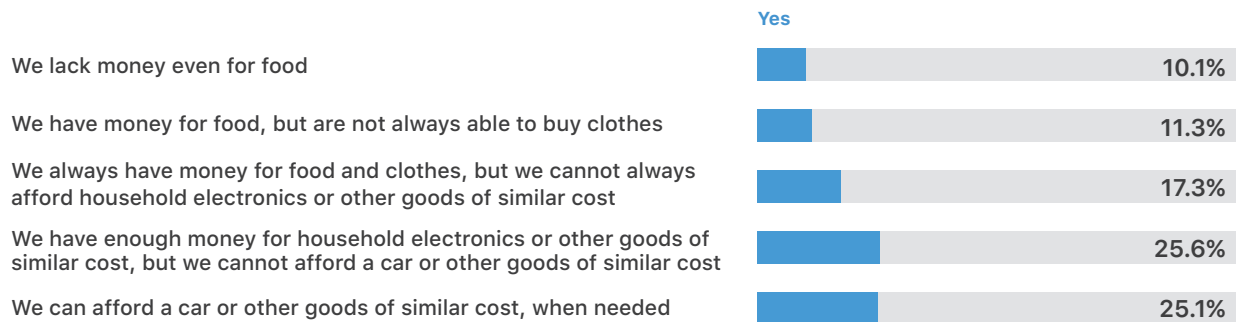 Yes
We lack money even for food
10.1%
We have money for food, but are not always able to buy clothes
11.3%
We always have money for food and clothes, but we cannot always
afford household electronics or other goods of similar cost
17.3%
We have enough money for household electronics or other goods of
similar cost, but we cannot afford a car or other goods of similar cost
25.6%
We can afford a car or other goods of similar cost, when needed
25.1%